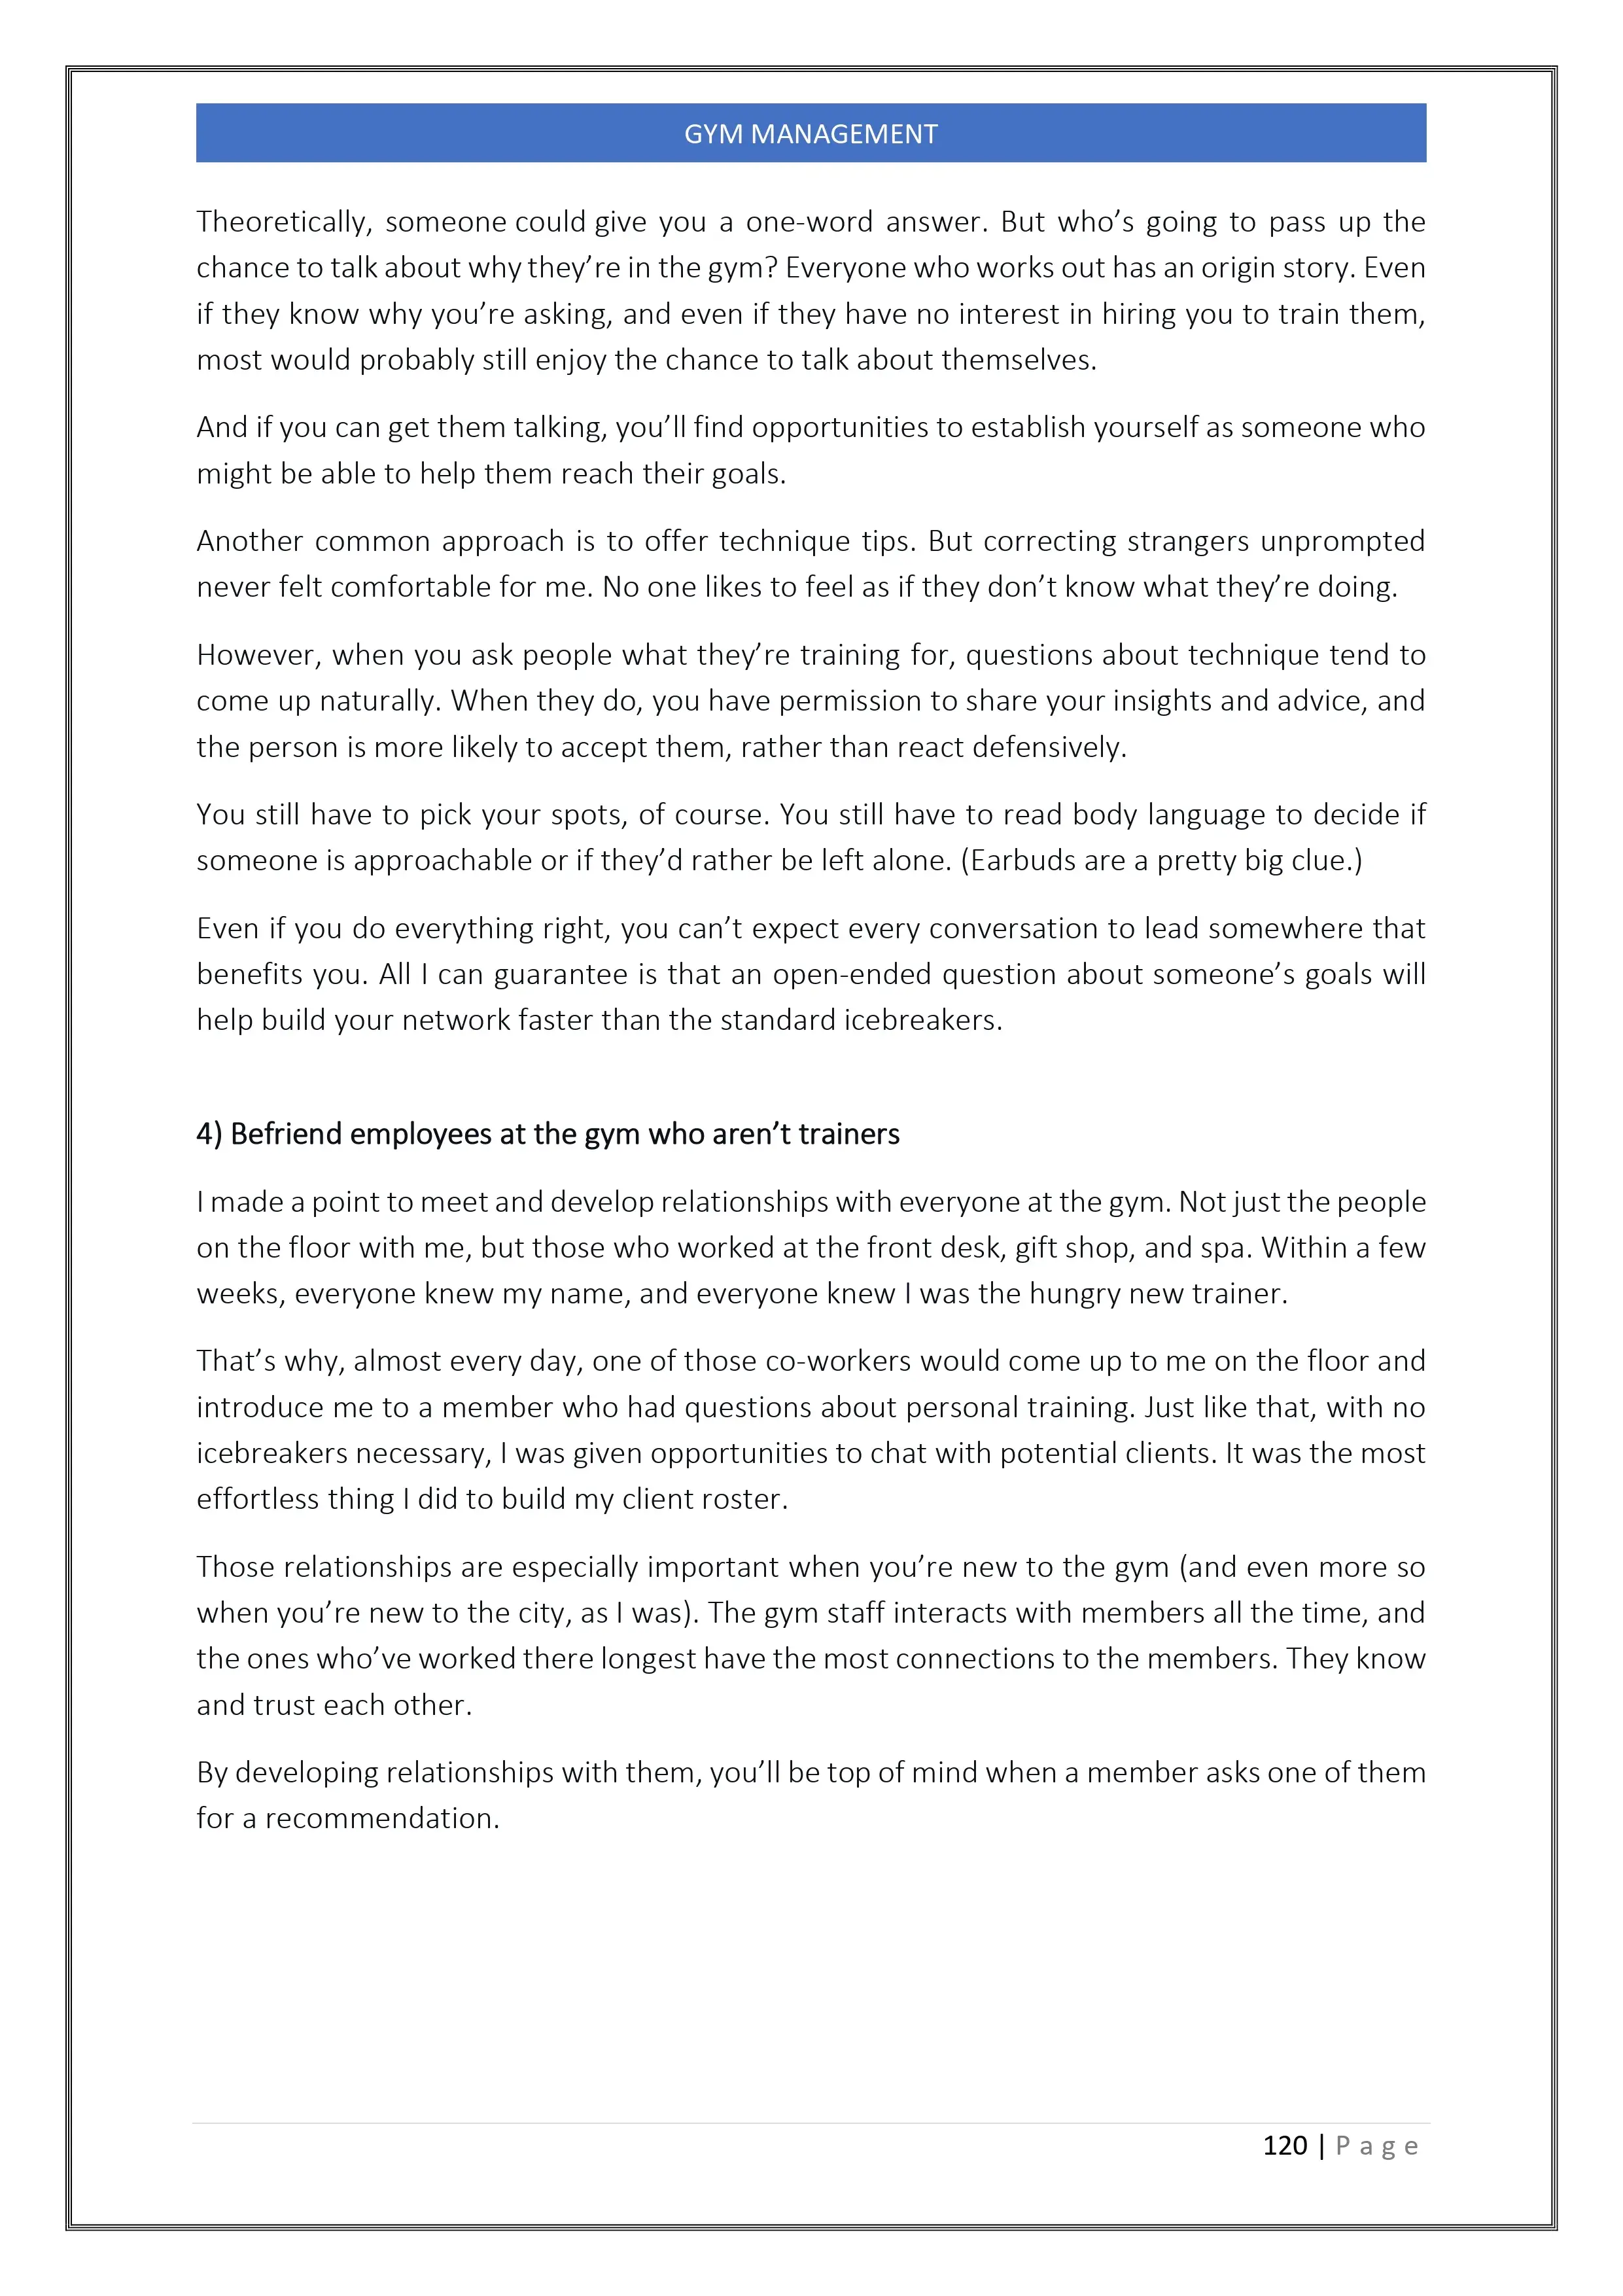 GYM MANAGEMENT
Theoretically, someone could give you a one-word answer. But who’s going to pass up the
chance to talk about why they’re in the gym? Everyone who works out has an origin story. Even
if they know why you’re asking, and even if they have no interest in hiring you to train them,
most would probably still enjoy the chance to talk about themselves.
And if you can get them talking, you’ll find opportunities to establish yourself as someone who
might be able to help them reach their goals.
Another common approach is to offer technique tips. But correcting strangers unprompted
never felt comfortable for me. No one likes to feel as if they don’t know what they’re doing.
However, when you ask people what they’re training for, questions about technique tend to
come up naturally. When they do, you have permission to share your insights and advice, and
the person is more likely to accept them, rather than react defensively.
You still have to pick your spots, of course. You still have to read body language to decide if
someone is approachable or if they’d rather be left alone. (Earbuds are a pretty big clue.)
Even if you do everything right, you can’t expect every conversation to lead somewhere that
benefits you. All I can guarantee is that an open-ended question about someone’s goals will
help build your network faster than the standard icebreakers.
4) Befriend employees at the gym who aren’t trainers
I made a point to meet and develop relationships with everyone at the gym. Not just the people
on the floor with me, but those who worked at the front desk, gift shop, and spa. Within a few
weeks, everyone knew my name, and everyone knew I was the hungry new trainer.
That’s why, almost every day, one of those co-workers would come up to me on the floor and
introduce me to a member who had questions about personal training. Just like that, with no
icebreakers necessary, I was given opportunities to chat with potential clients. It was the most
effortless thing I did to build my client roster.
Those relationships are especially important when you’re new to the gym (and even more so
when you’re new to the city, as I was). The gym staff interacts with members all the time, and
the ones who’ve worked there longest have the most connections to the members. They know
and trust each other.
By developing relationships with them, you’ll be top of mind when a member asks one of them
for a recommendation.
120 | Page